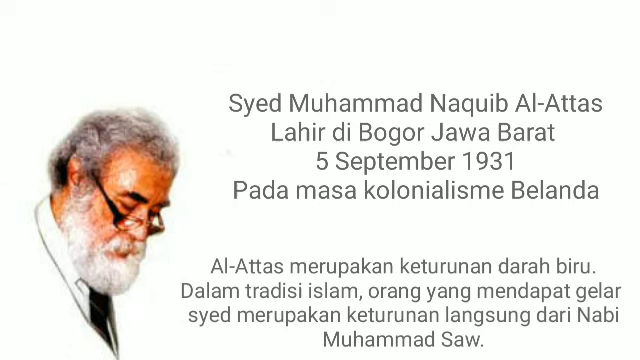 Syed Muhammad Naquib Al-Attas
Lahir di Bogor Jawa Barat
5 September 1931
Pada masa kolonialisme Belanda
Al-Attas merupakan keturunan darah biru.
Dalam tradisi islam, orang yang mendapat gelar
syed merupakan keturunan langsung dari Nabi
Muhammad Saw.